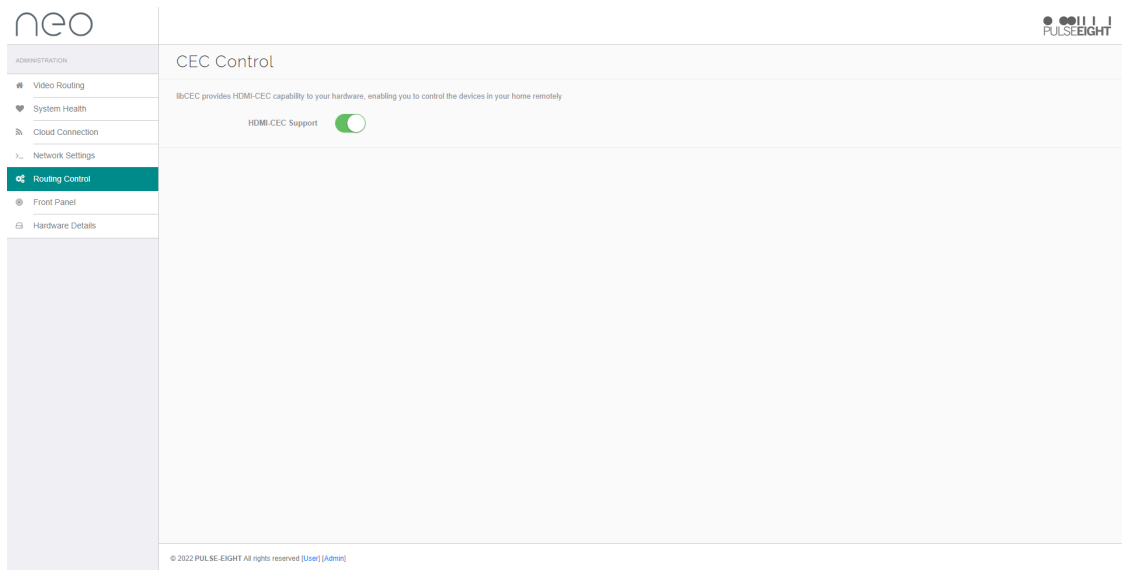 neo
PULSEEIGHT
ADMINISTRATION
Video Routing
System Health
Cloud Connection
Network Settings
Routing Control
Front Panel
Hardware Details
CEC Control
libCEC provides HDMI-CEC capability to your hardware, enabling you to control the devices in your home remotely
HDMI-CEC Support
© 2022 PULSE-EIGHT All rights reserved [User] [Admin]